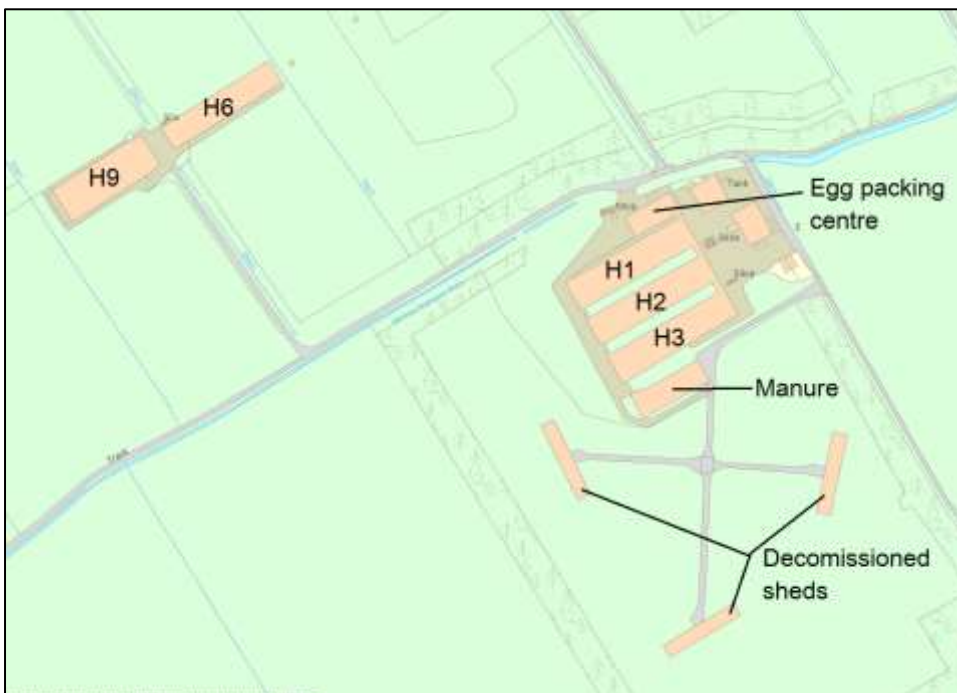 H6
H9
Egg packing
centre
Tank
H1
H2
H3
Manure
Track
Decomissioned
sheds